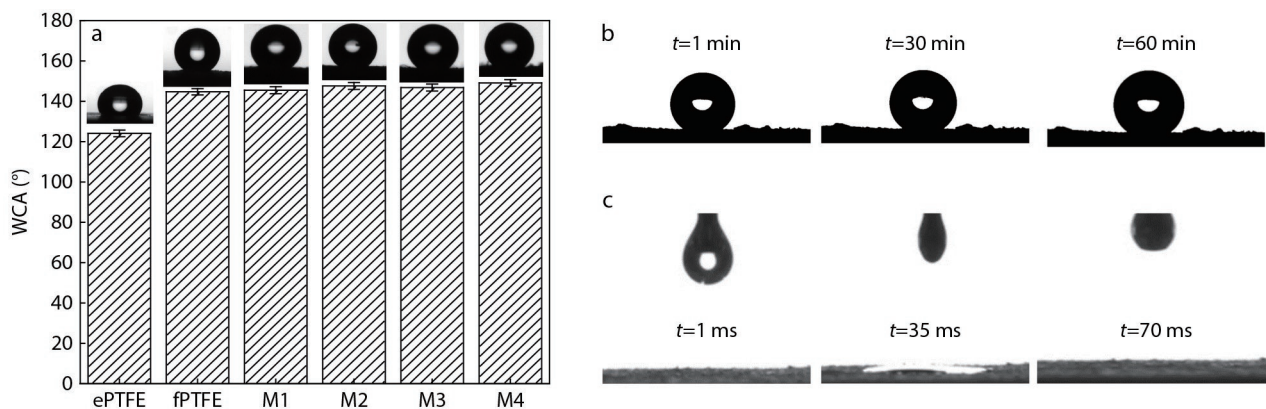 a
180
160
140
120
100
80
60
40
20
0
WCA (°)
ePTFE fPTFE M1 M2 M3 M4
b
t=1 min t=30 min t=60 min
c
t=1 ms t=35 ms t=70 ms